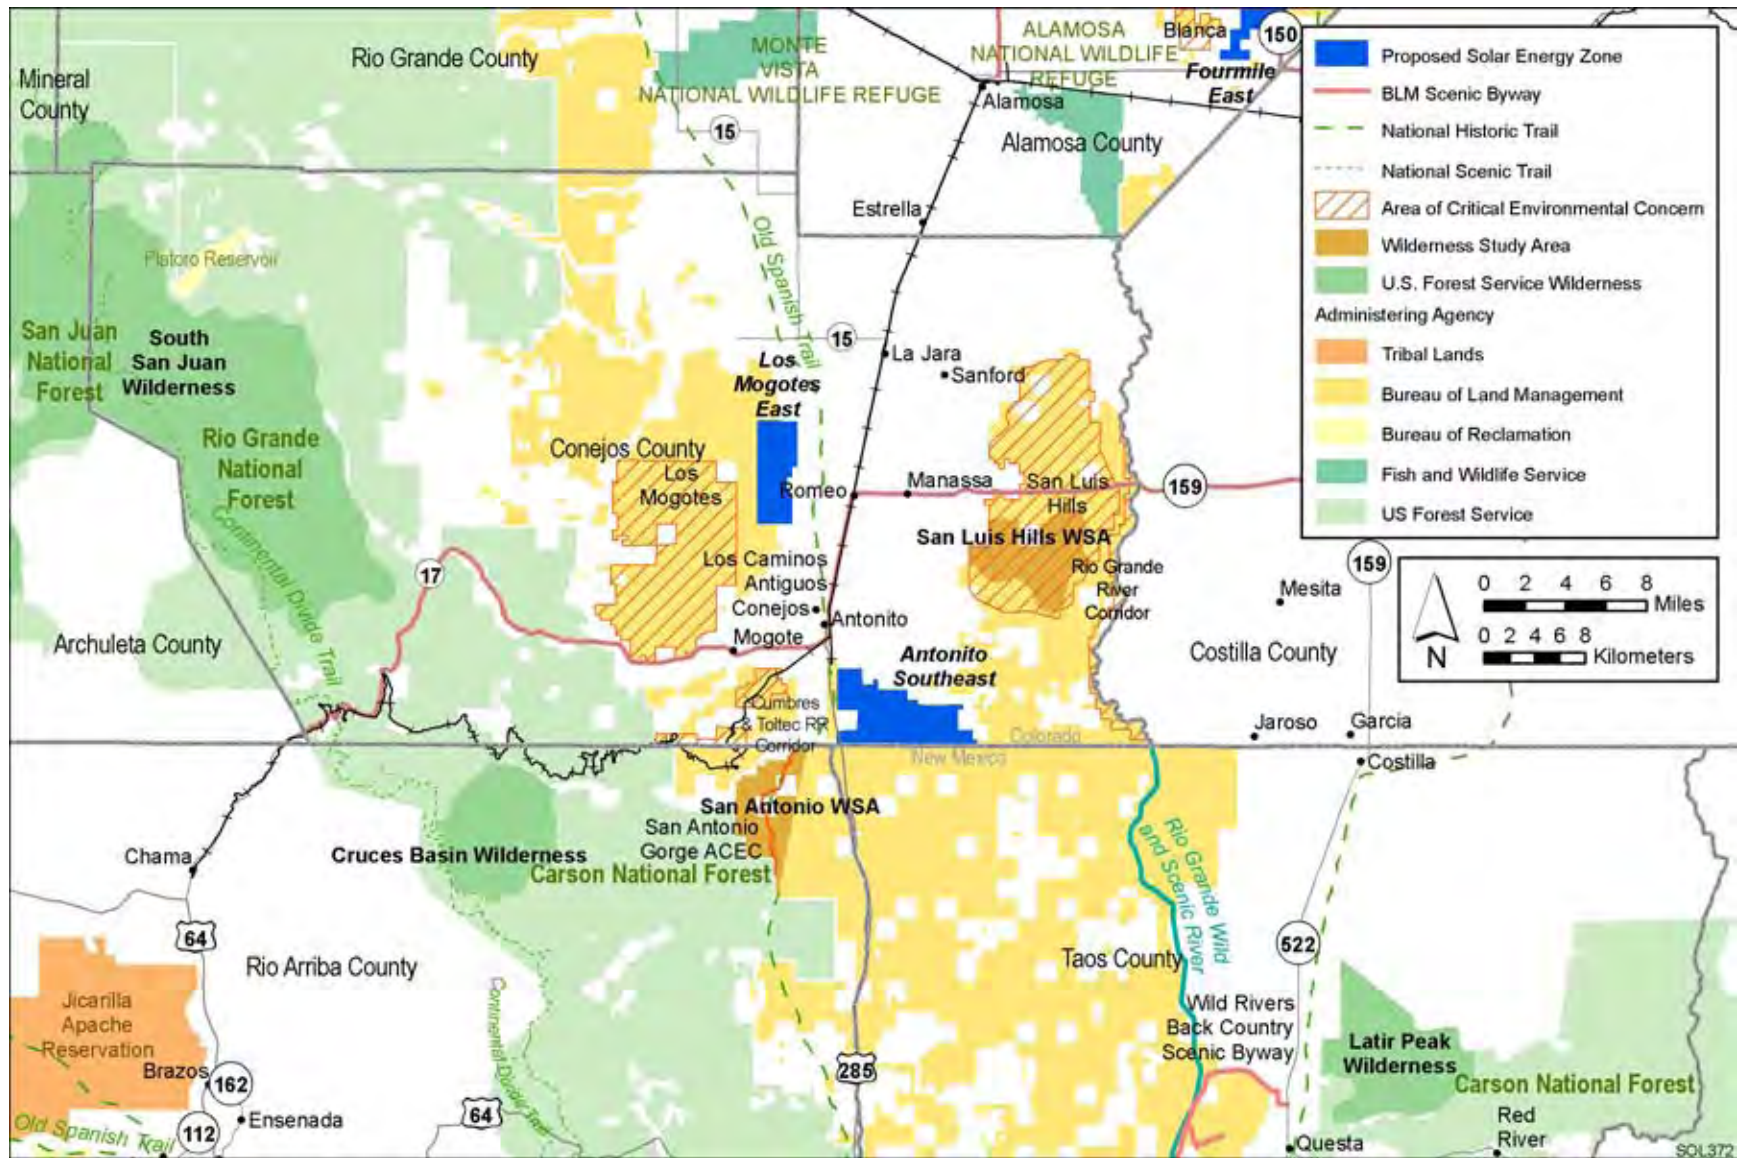 Rio Grande County
Mineral
County
MONTE
VISTA
NATIONAL WILDLIFE REFUGE
ALAMOSA
NATIONAL WILDLIFE
REFUGE
Blanca
150
Fourmile
East
Alamosa
Alamosa County
15
Estrella
Old Spanish Trail
Platoro Reservoir
San Juan
National
Forest
South
San Juan
Wilderness
15
La Jara
Sanford
Los
Mogotes
East
Rio Grande
National
Forest
Conejos County
Los
Mogotes
Romeo
Manassa
San Luis
Hills
159
San Luis Hills WSA
Continental Divide Trail
17
Los Caminos
Antiguos
Conejos
Antonito
Mogote
Rio Grande
River
Corridor
Mesita
159
Archuleta County
Antonito
Southeast
Costilla County
Cumbres
& Toltec RR
Corridor
Colorado
New Mexico
Jaroso
Garcia
Costilla
San Antonio WSA
San Antonio
Gorge ACEC
Chama
Cruces Basin Wilderness
Carson National Forest
Rio Grande Wild
and Scenic River
64
Rio Arriba County
Taos County
522
Jicarilla
Apache
Reservation
Continental Divide Trail
Wild Rivers
Back Country
Scenic Byway
Latir Peak
Wilderness
Brazos
162
285
Carson National Forest
Ensenada
64
Old Spanish Trail
112
Questa
Red
River
SOL372
Proposed Solar Energy Zone
BLM Scenic Byway
National Historic Trail
National Scenic Trail
Area of Critical Environmental Concern
Wilderness Study Area
U.S. Forest Service Wilderness
Administering Agency
Tribal Lands
Bureau of Land Management
Bureau of Reclamation
Fish and Wildlife Service
US Forest Service
N
0 2 4 6 8
Miles
0 2 4 6 8
Kilometers